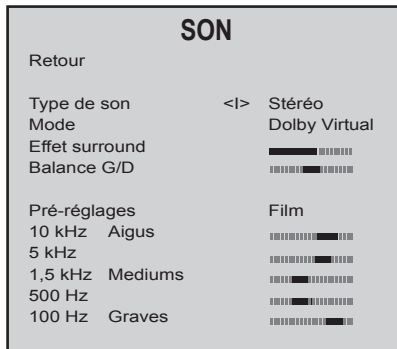 SON
Retour
Type de son <I> Stéréo
Mode Dolby Virtual
Effet surround
Balance G/D
Pré-réglages Film
10 kHz Aigus
5 kHz
1,5 kHz Mediums
500 Hz
100 Hz Graves